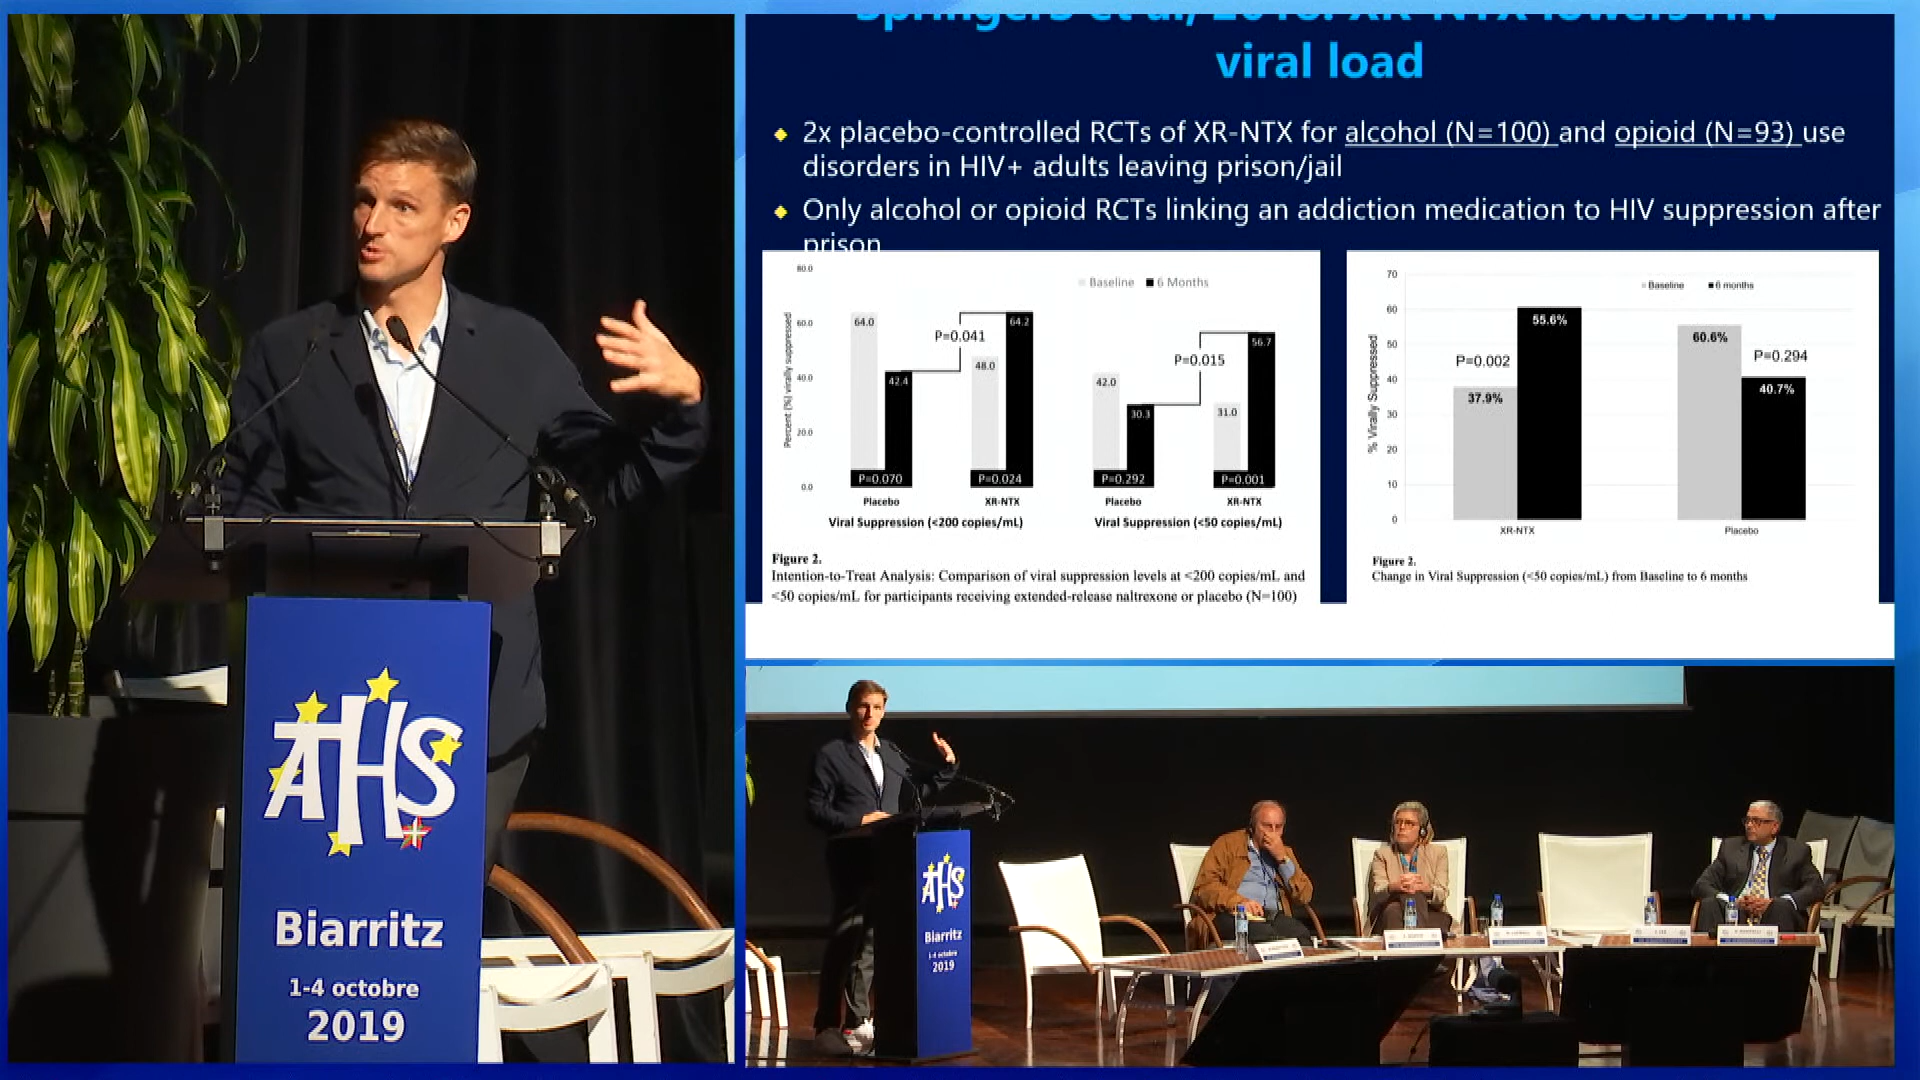 viral load
2x placebo-controlled RCTs of XR-NTX for alcohol (N=100) and opioid (N=93) use
disorders in HIV+ adults leaving prison/jail
Only alcohol or opioid RCTs linking an addiction medication to HIV suppression after
prison
80.0
60.0
40.0
20.0
0.0
Percent (%) virally suppressed
Baseline 6 Months
64.0
42.4
P=0.041
48.0
64.2
42.0
30.3
P=0.015
31.0
56.7
P=0.070
P=0.024
P=0.292
P=0.001
Placebo
XR-NTX
Placebo
XR-NTX
Viral Suppression (<200 copies/mL)
Viral Suppression (<50 copies/mL)
Figure 2.
Intention-to-Treat Analysis: Comparison of viral suppression levels at <200 copies/mL and
<50 copies/mL for participants receiving extended-release naltrexone or placebo (N=100)
70
60
50
40
30
20
10
0
% Virally Suppressed
Baseline 6 months
P=0.002
37.9%
55.6%
60.6%
P=0.294
40.7%
XR-NTX
Placebo
Figure 2.
Change in Viral Suppression (<50 copies/mL) from Baseline to 6 months
AHS
Biarritz
1-4 octobre
2019
AHS
Biarritz
1-4 octobre
2019